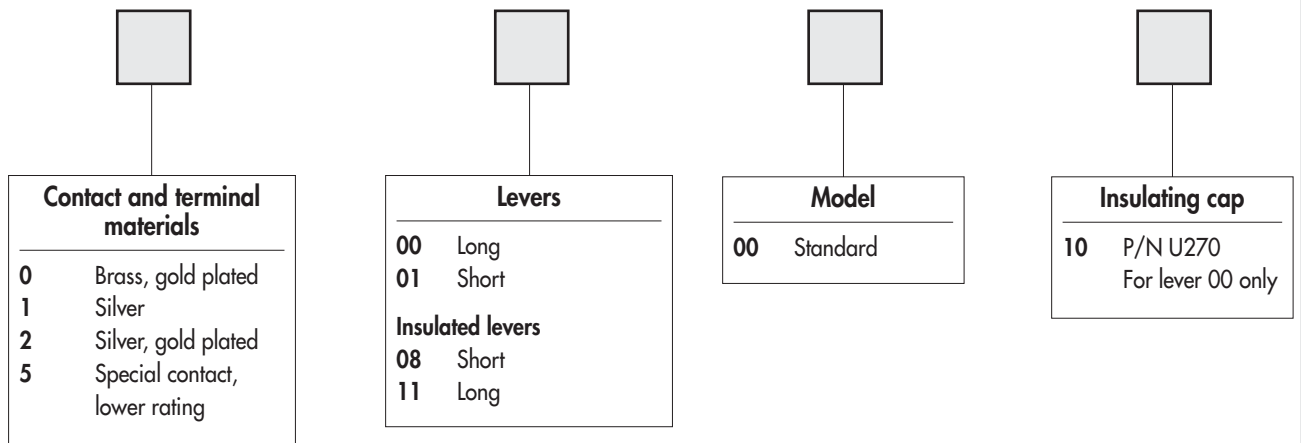 Contact and terminal
materials
0 Brass, gold plated
1 Silver
2 Silver, gold plated
5 Special contact,
lower rating
Levers
00 Long
01 Short
Insulated levers
08 Short
11 Long
Model
00 Standard
Insulating cap
10 P/N U270
For lever 00 only